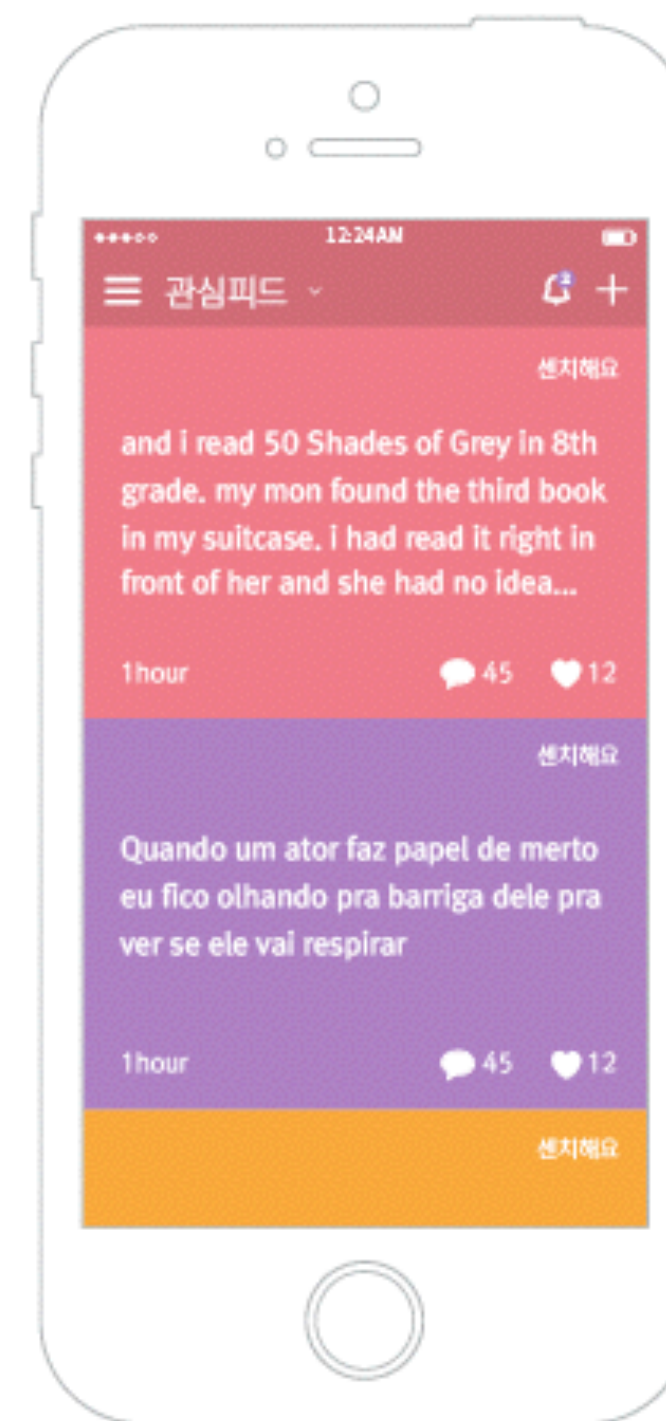 12:24AM
관심피드
2
센치해요
and i read 50 Shades of Grey in 8th
grade. my mon found the third book
in my suitcase. i had read it right in
front of her and she had no idea...
1hour 45 12
센치해요
Quando um ator faz papel de merto
eu fico olhando pra barriga dele pra
ver se ele vai respirar
1hour 45 12
센치해요